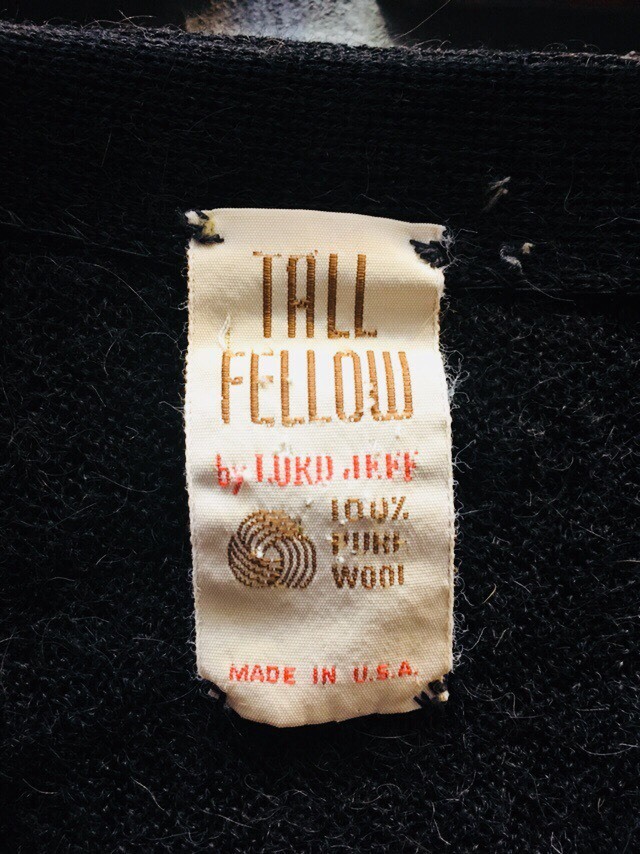 TALL
FELLOW
by LORD JEFF
100%
PURE
WOOL
MADE IN U.S.A.